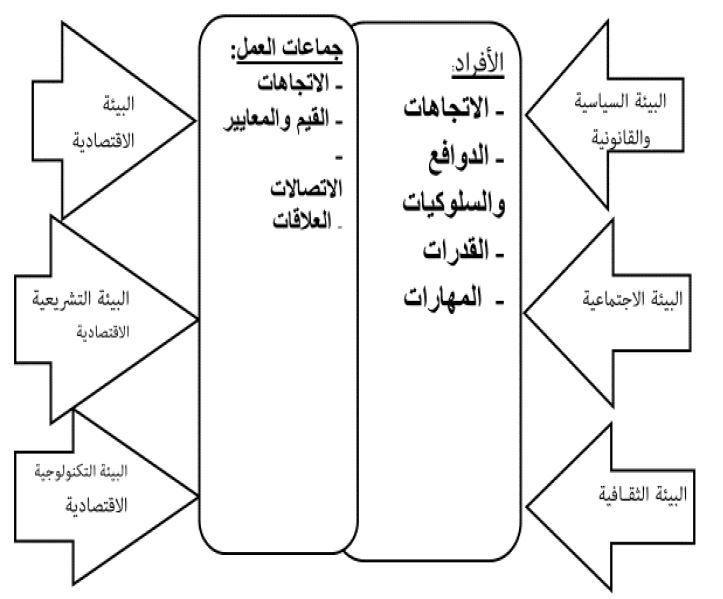 البيئة السياسية
والقانونية
البيئة الاجتماعية
البيئة الثقافية
الأفراد:
- الاتجاهات
- الدوافع
والسلوكيات
- القدرات
- المهارات
جماعات العمل:
- الاتجاهات
- القيم والمعايير
-
الاتصالات
- العلاقات
البيئة
الاقتصادية
البيئة التشريعية
الاقتصادية
البيئة التكنولوجية
الاقتصادية